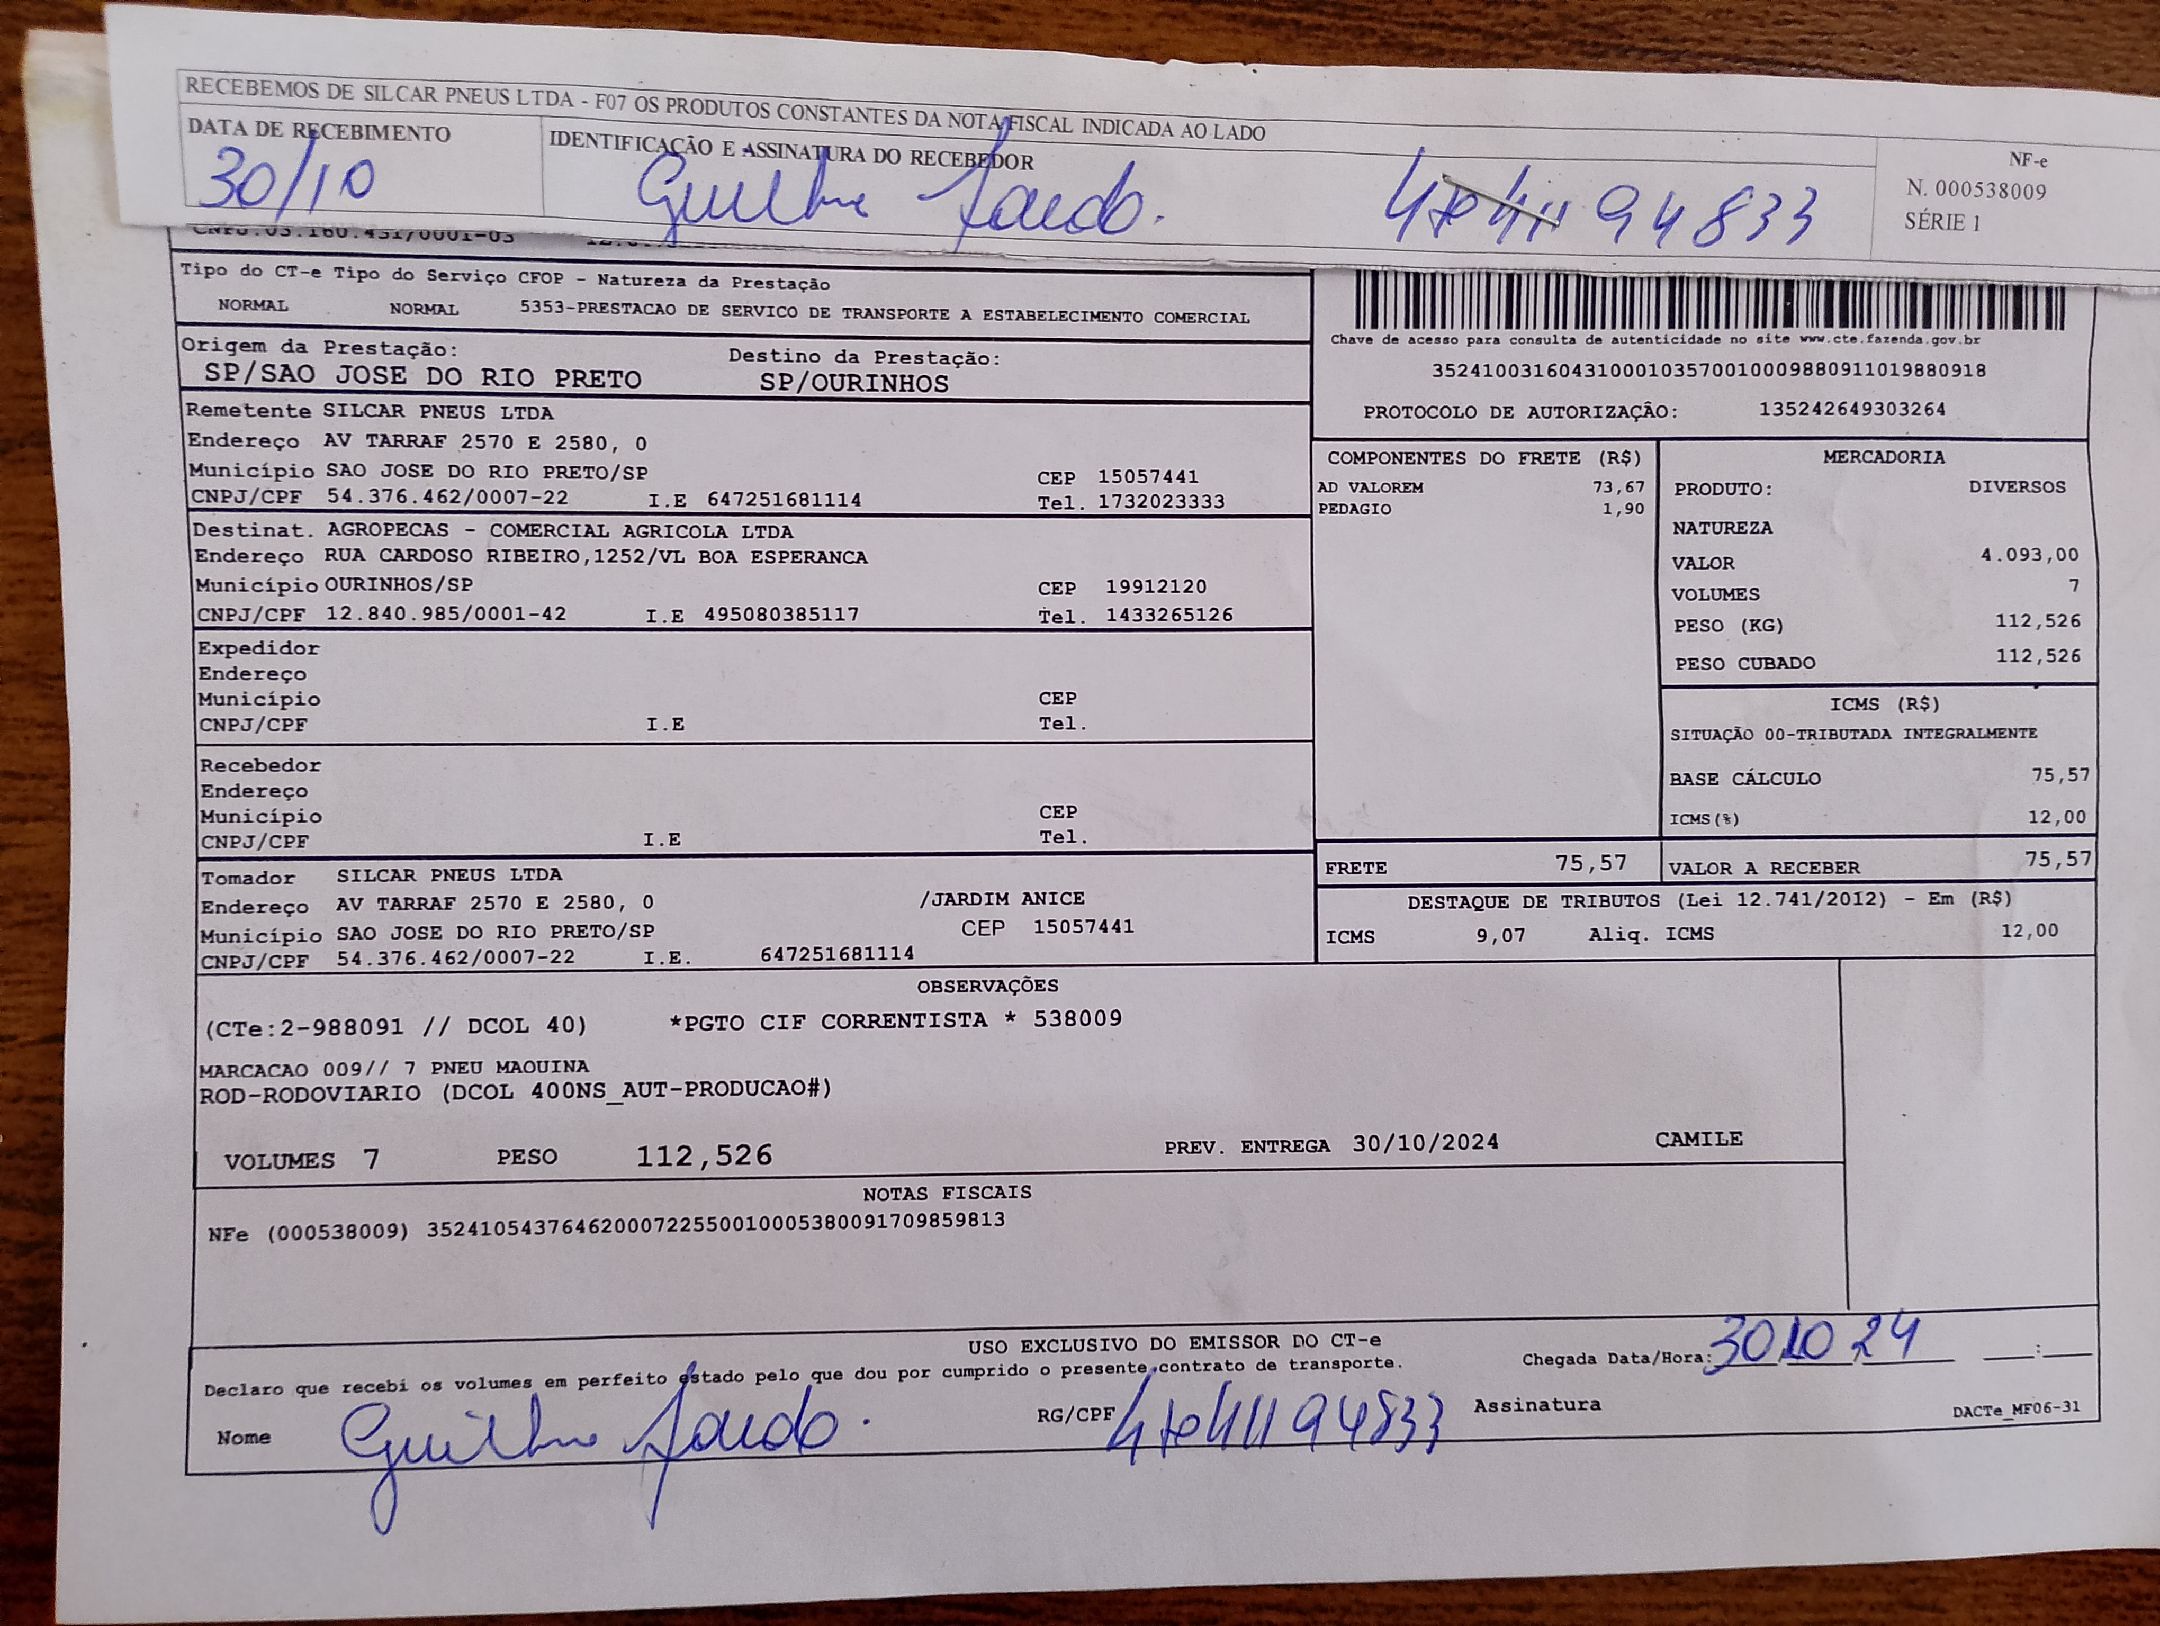 RECEBEMOS DE SILCAR PNEUS LTDA - F07 OS PRODUTOS CONSTANTES DA NOTA FISCAL INDICADA AO LADO
DATA DE RECEBIMENTO IDENTIFICAÇÃO E ASSINATURA DO RECEBEDOR
30/10 Guilherme
NF-e
N. 000538009
SÉRIE 1
Tipo do CT-e Tipo do Serviço CFOP - Natureza da Prestação
NORMAL NORMAL 5353-PRESTACAO DE SERVICO DE TRANSPORTE A ESTABELECIMENTO COMERCIAL
Origem da Prestação: Destino da Prestação:
SP/SAO JOSE DO RIO PRETO SP/OURINHOS
Chave de acesso para consulta de autenticidade no site www.cte.fazenda.gov.br
35241003160431000103570010009880911019880918
PROTOCOLO DE AUTORIZAÇÃO: 135242649303264
Remetente SILCAR PNEUS LTDA
Endereço AV TARRAF 2570 E 2580, 0
Município SAO JOSE DO RIO PRETO/SP CEP 15057441
CNPJ/CPF 54.376.462/0007-22 I.E 647251681114 Tel. 1732023333
Destinat. AGROPECAS - COMERCIAL AGRICOLA LTDA
Endereço RUA CARDOSO RIBEIRO,1252/VL BOA ESPERANCA
Município OURINHOS/SP CEP 19912120
CNPJ/CPF 12.840.985/0001-42 I.E 495080385117 Tel. 1433265126
Expedidor
Endereço
Município CEP
CNPJ/CPF I.E Tel.
Recebedor
Endereço
Município CEP
CNPJ/CPF I.E Tel.
Tomador SILCAR PNEUS LTDA
Endereço AV TARRAF 2570 E 2580, 0 /JARDIM ANICE
Município SAO JOSE DO RIO PRETO/SP CEP 15057441
CNPJ/CPF 54.376.462/0007-22 I.E. 647251681114
COMPONENTES DO FRETE (R$)
AD VALOREM 73,67
PEDAGIO 1,90
MERCADORIA
PRODUTO: DIVERSOS
NATUREZA
VALOR 4.093,00
VOLUMES 7
PESO (KG) 112,526
PESO CUBADO 112,526
ICMS (R$)
SITUAÇÃO 00-TRIBUTADA INTEGRALMENTE
BASE CÁLCULO 75,57
ICMS(%) 12,00
FRETE 75,57 VALOR A RECEBER 75,57
DESTAQUE DE TRIBUTOS (Lei 12.741/2012) - Em (R$)
ICMS 9,07 Aliq. ICMS 12,00
OBSERVAÇÕES
(CTe:2-988091 // DCOL 40) *PGTO CIF CORRENTISTA * 538009
MARCACAO 009// 7 PNEU MAQUINA
ROD-RODOVIARIO (DCOL 400NS_AUT-PRODUCAO#)
VOLUMES 7 PESO 112,526 PREV. ENTREGA 30/10/2024 CAMILE
NOTAS FISCAIS
NFe (000538009) 35241054376462000722550010005380091709859813
USO EXCLUSIVO DO EMISSOR DO CT-e
Declaro que recebi os volumes em perfeito estado pelo que dou por cumprido o presente contrato de transporte. Chegada Data/Hora: 30 10 24 __:__
Nome Guilherme RG/CPF Assinatura
DACTe_MF06-31